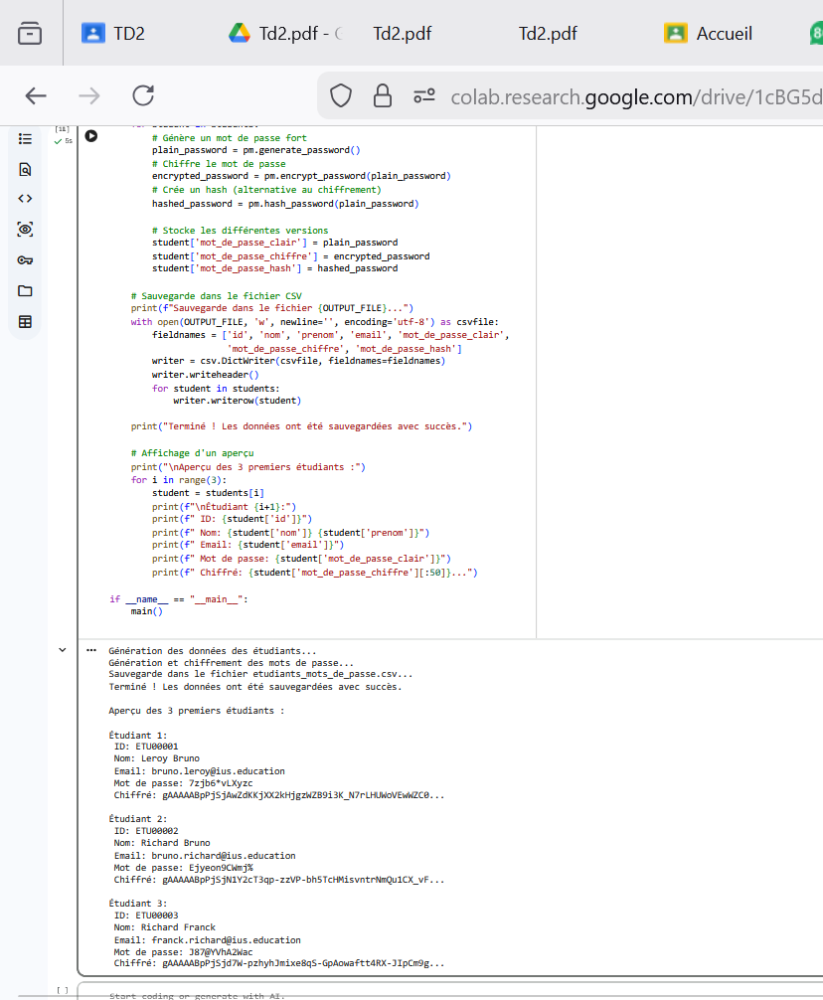 TD2
Td2.pdf - 
Td2.pdf
Td2.pdf
Accueil
colab.research.google.com/drive/1cBG5d
5s
# Génère un mot de passe fort
plain_password = pm.generate_password()
# Chiffre le mot de passe
encrypted_password = pm.encrypt_password(plain_password)
# Crée un hash (alternative au chiffrement)
hashed_password = pm.hash_password(plain_password)
# Stocke les différentes versions
student['mot_de_passe_clair'] = plain_password
student['mot_de_passe_chiffre'] = encrypted_password
student['mot_de_passe_hash'] = hashed_password
# Sauvegarde dans le fichier CSV
print(f"Sauvegarde dans le fichier {OUTPUT_FILE}...")
with open(OUTPUT_FILE, 'w', newline='', encoding='utf-8') as csvfile:
fieldnames = ['id', 'nom', 'prenom', 'email', 'mot_de_passe_clair',
'mot_de_passe_chiffre', 'mot_de_passe_hash']
writer = csv.DictWriter(csvfile, fieldnames=fieldnames)
writer.writeheader()
for student in students:
writer.writerow(student)
print("Terminé ! Les données ont été sauvegardées avec succès.")
# Affichage d'un aperçu
print("\nAperçu des 3 premiers étudiants :")
for i in range(3):
student = students[i]
print(f"\nÉtudiant {i+1}:")
print(f" ID: {student['id']}")
print(f" Nom: {student['nom']} {student['prenom']}")
print(f" Email: {student['email']}")
print(f" Mot de passe: {student['mot_de_passe_clair']}")
print(f" Chiffré: {student['mot_de_passe_chiffre'][:50]}...")
if __name__ == "__main__":
main()
Génération des données des étudiants...
Génération et chiffrement des mots de passe...
Sauvegarde dans le fichier etudiants_mots_de_passe.csv...
Terminé ! Les données ont été sauvegardées avec succès.
Aperçu des 3 premiers étudiants :
Étudiant 1:
ID: ETU00001
Nom: Leroy Bruno
Email: bruno.leroy@ius.education
Mot de passe: 7zjb6*vLXyzc
Chiffré: gAAAAABpPjSjAwZdKKjXX2kHjgzWZB9i3K_N7rLHUWoVEwWZC0...
Étudiant 2:
ID: ETU00002
Nom: Richard Bruno
Email: bruno.richard@ius.education
Mot de passe: Ejyeon9CWmj%
Chiffré: gAAAAABpPjSjN1Y2cT3qp-zzVP-bh5TcHMisvntrNmQu1CX_vF...
Étudiant 3:
ID: ETU00003
Nom: Richard Franck
Email: franck.richard@ius.education
Mot de passe: J87@YVhA2Wac
Chiffré: gAAAAABpPjSjd7W-pzhyhJmixe8qS-GpAowaftt4RX-JIpCm9g...
[ ]
Start coding or generate with AI.